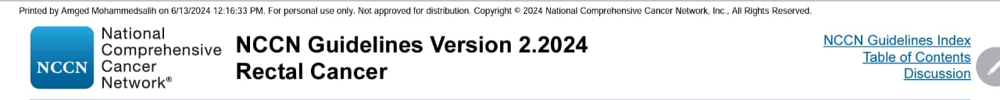 Printed by Amged Mohammedsalih on 6/13/2024 12:16:33 PM. For personal use only. Not approved for distribution. Copyright © 2024 National Comprehensive Cancer Network, Inc., All Rights Reserved.
NCCN
National
Comprehensive
Cancer
Network®
NCCN Guidelines Version 2.2024
Rectal Cancer
NCCN Guidelines Index
Table of Contents
Discussion